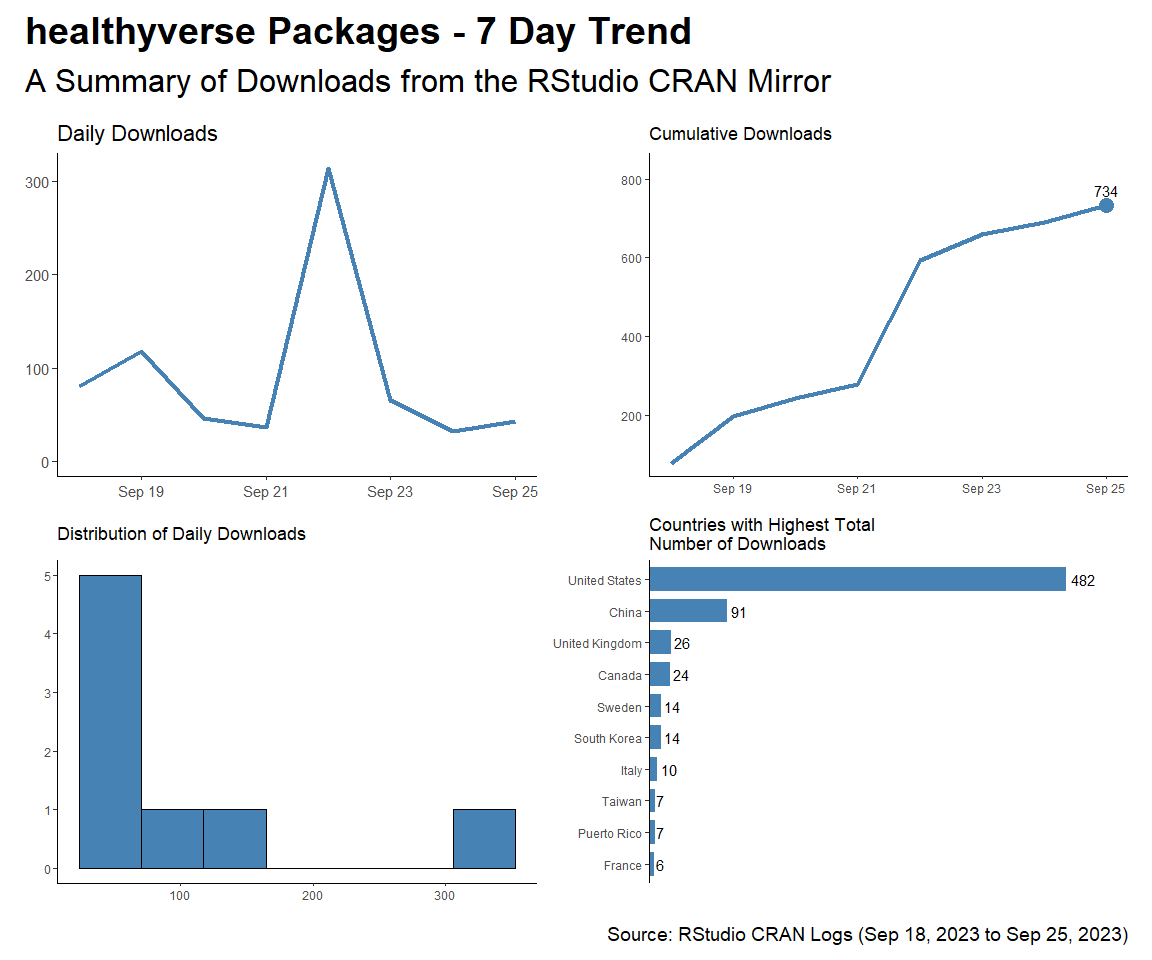 healthyverse Packages - 7 Day Trend
A Summary of Downloads from the RStudio CRAN Mirror
Daily Downloads
300
200
100
0
Sep 19 Sep 21 Sep 23 Sep 25
Cumulative Downloads
800
600
400
200
734
Sep 19 Sep 21 Sep 23 Sep 25
Distribution of Daily Downloads
5
4
3
2
1
0
100 200 300
Countries with Highest Total
Number of Downloads
United States 482
China 91
United Kingdom 26
Canada 24
Sweden 14
South Korea 14
Italy 10
Taiwan 7
Puerto Rico 7
France 6
Source: RStudio CRAN Logs (Sep 18, 2023 to Sep 25, 2023)